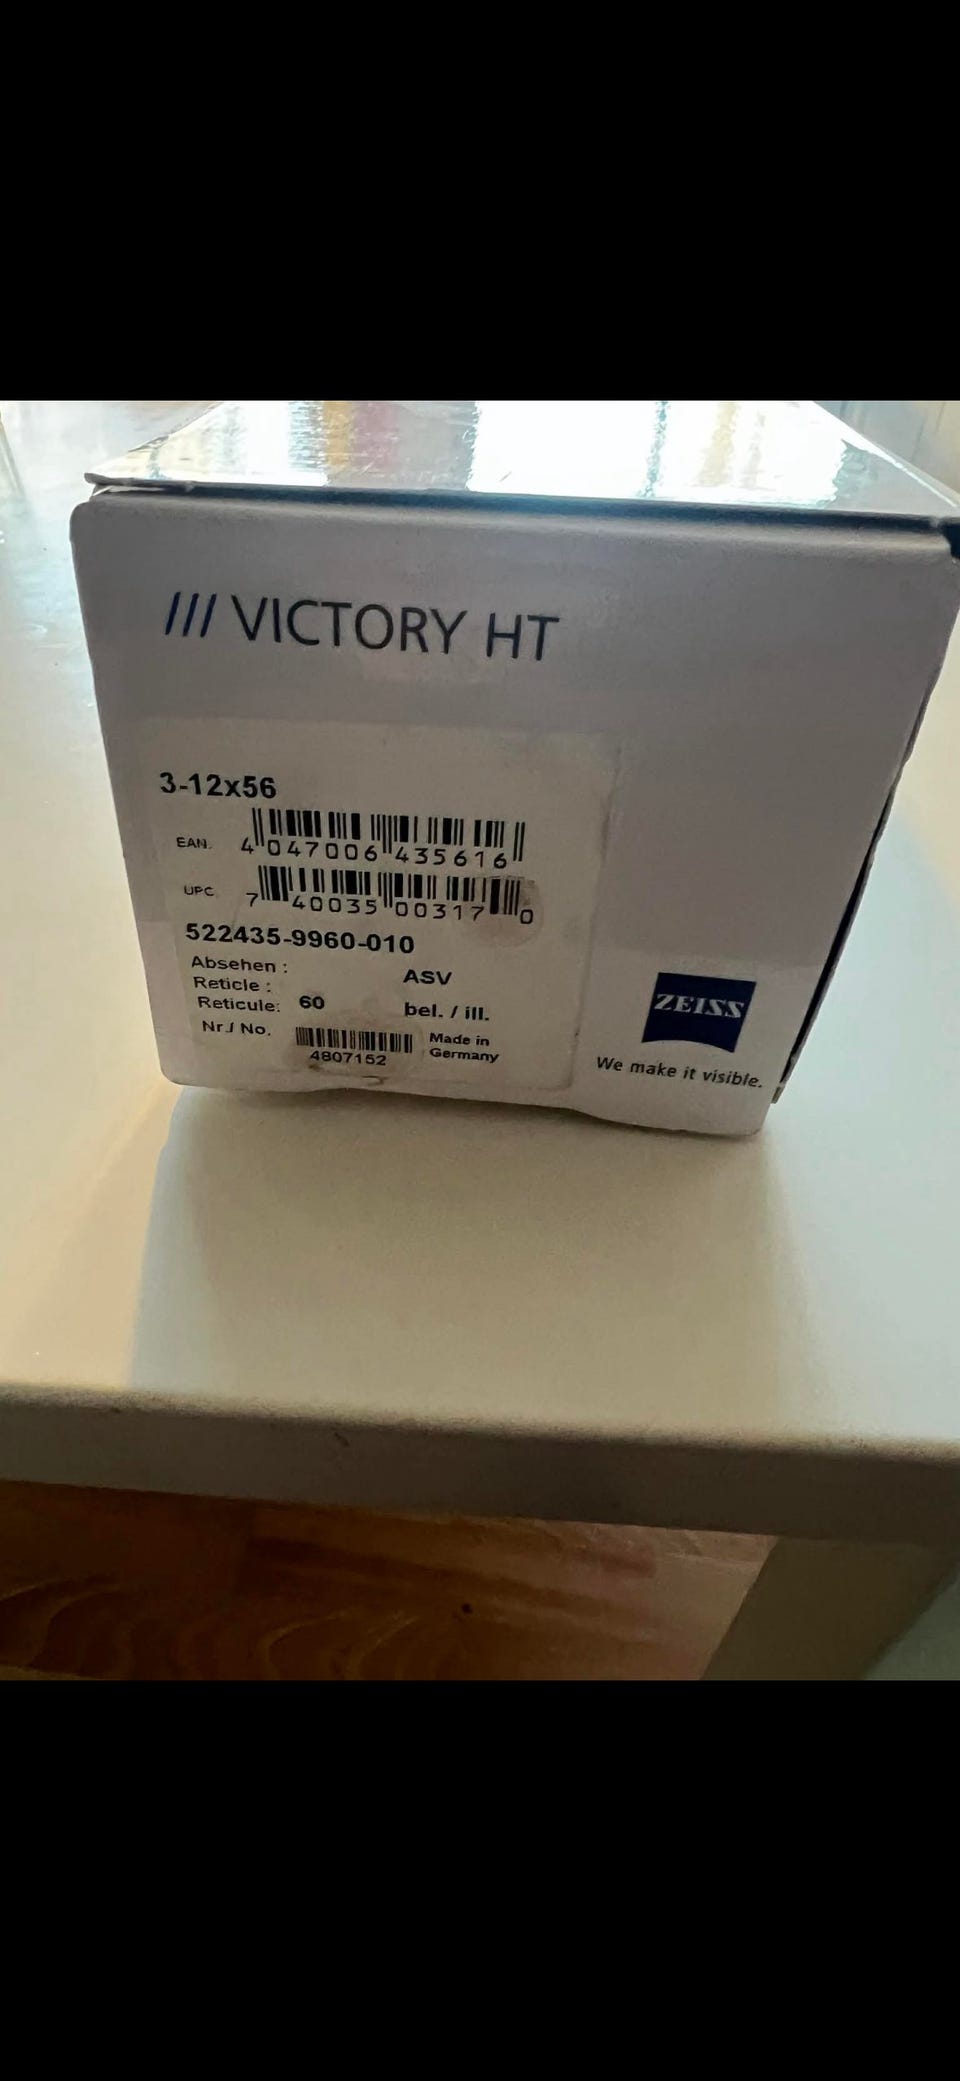 /// VICTORY HT
3-12x56
EAN. 4 047006 435616
UPC 7 40035 00317 0
522435-9960-010
Absehen :
Reticle : ASV
Reticule: 60 bel. / ill.
Nr./ No. Made in
4807152 Germany
ZEISS
We make it visible.